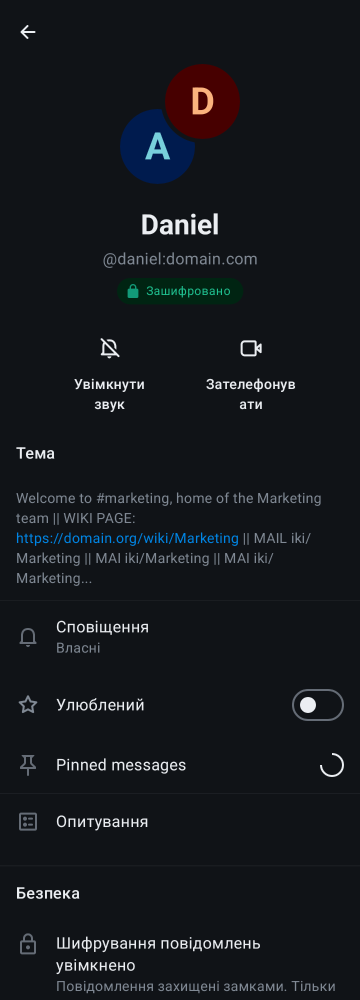 D
A
Daniel
@daniel:domain.com
Зашифровано
Увімкнути
звук
Зателефонув
ати
Тема
Welcome to #marketing, home of the Marketing
team || WIKI PAGE:
https://domain.org/wiki/Marketing || MAIL iki/
Marketing || MAI iki/Marketing || MAI iki/
Marketing...
Сповіщення
Власні
Улюблений
Pinned messages
Опитування
Безпека
Шифрування повідомлень
увімкнено
Повідомлення захищені замками. Тільки